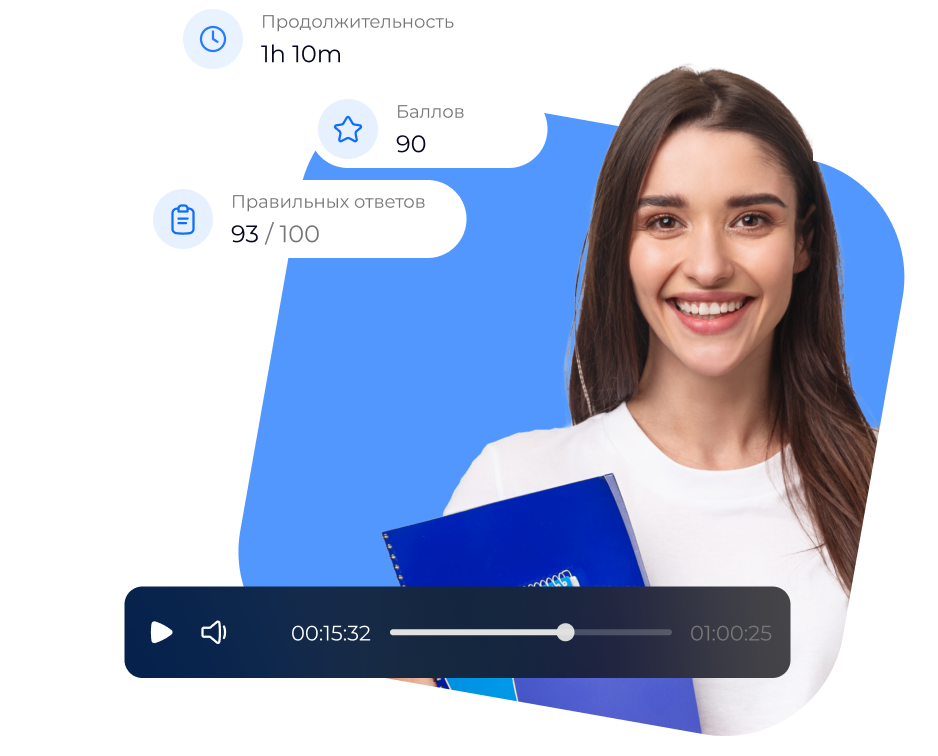 Продолжительность
1h 10m
Баллов
90
Правильных ответов
93 / 100
00:15:32 01:00:25